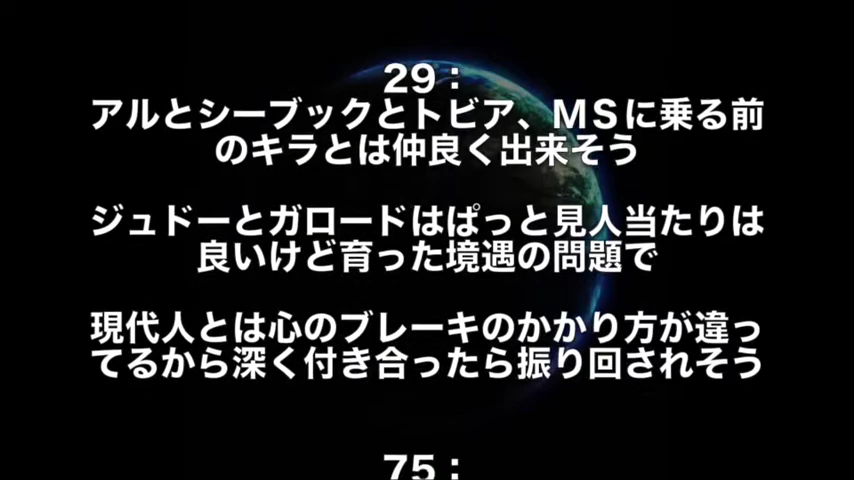 29：
アルとシーブックとトビア、ＭＳに乗る前
のキラとは仲良く出来そう
ジュドーとガロードはぱっと見人当たりは
良いけど育った境遇の問題で
現代人とは心のブレーキのかかり方が違っ
てるから深く付き合ったら振り回されそう
75：